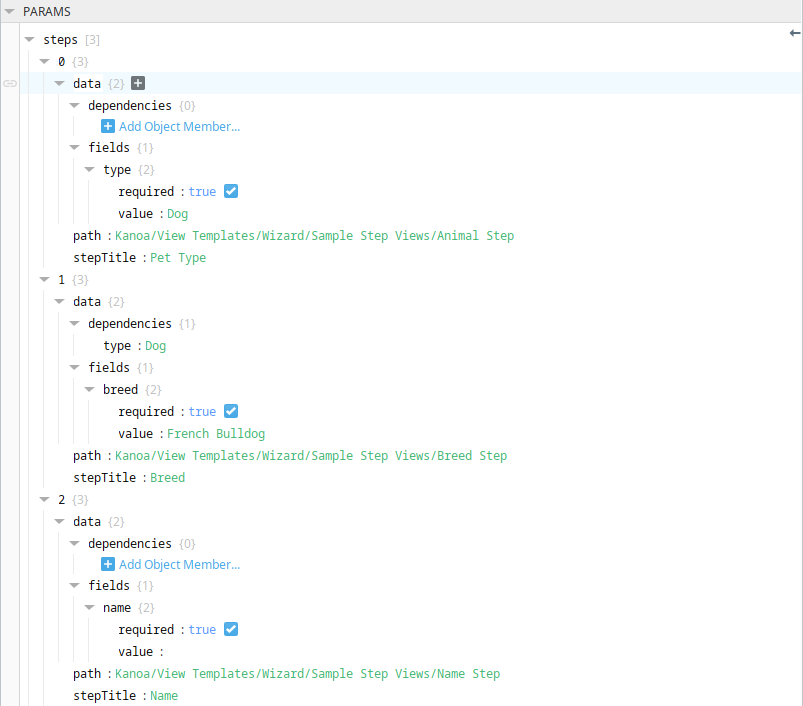 PARAMS
steps [3]
0 {3}
data {2}
dependencies {0}
Add Object Member...
fields {1}
type {2}
required : true
value : Dog
path : Kanoa/View Templates/Wizard/Sample Step Views/Animal Step
stepTitle : Pet Type
1 {3}
data {2}
dependencies {1}
type : Dog
fields {1}
breed {2}
required : true
value : French Bulldog
path : Kanoa/View Templates/Wizard/Sample Step Views/Breed Step
stepTitle : Breed
2 {3}
data {2}
dependencies {0}
Add Object Member...
fields {1}
name {2}
required : true
value :
path : Kanoa/View Templates/Wizard/Sample Step Views/Name Step
stepTitle : Name